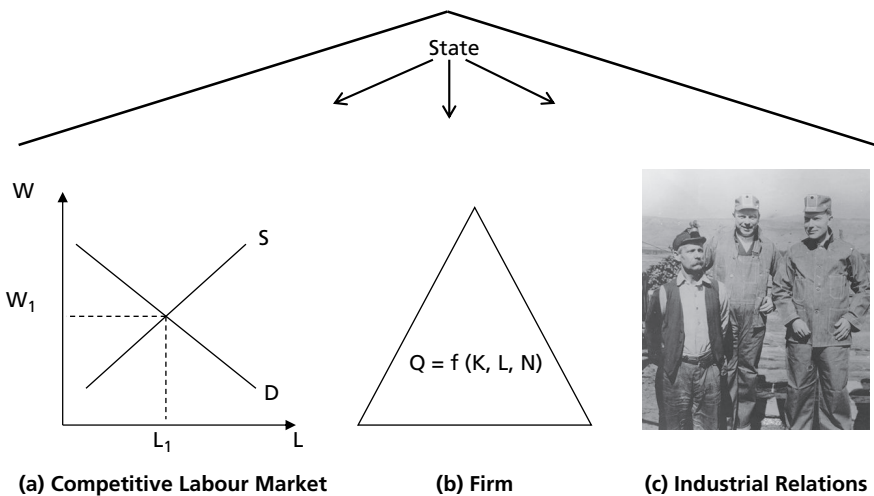 State
W
S
W₁
Q = f (K, L, N)
D
L₁
L
(a) Competitive Labour Market
(b) Firm
(c) Industrial Relations